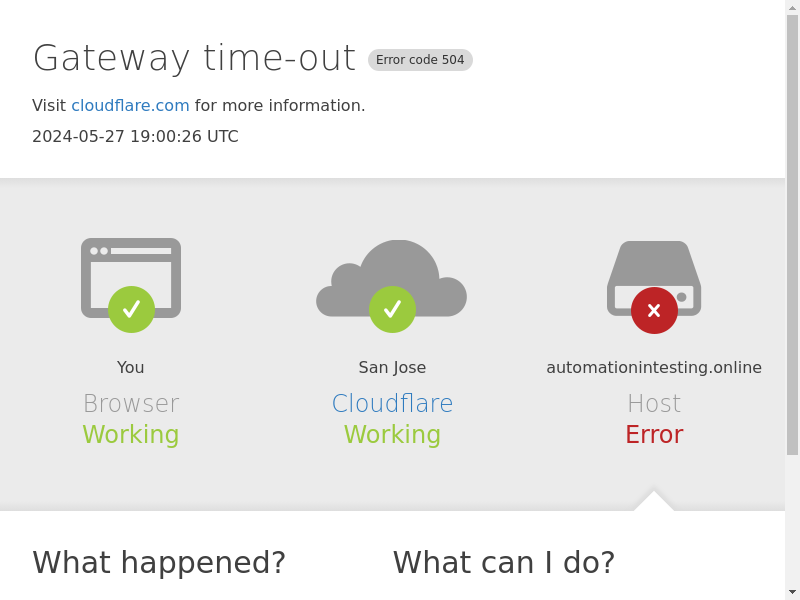 Gateway time-out Error code 504
Visit cloudflare.com for more information.
2024-05-27 19:00:26 UTC
You
Browser
Working
San Jose
Cloudflare
Working
automationintesting.online
Host
Error
What happened?
What can I do?